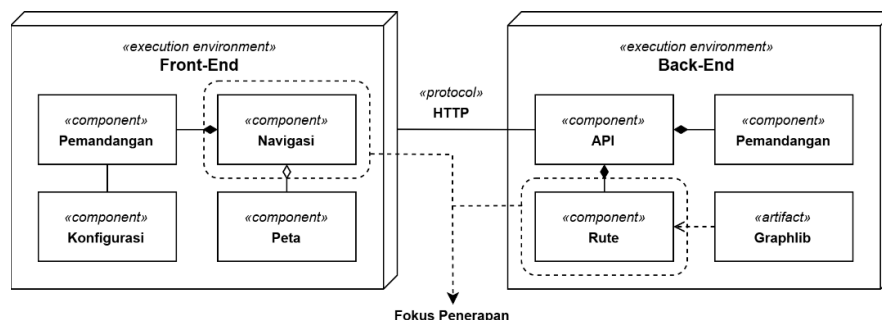 «execution environment»
Front-End
«component»
Pemandangan
«component»
Navigasi
«component»
Konfigurasi
«component»
Peta
«protocol»
HTTP
«execution environment»
Back-End
«component»
API
«component»
Pemandangan
«component»
Rute
«artifact»
Graphlib
Fokus Penerapan